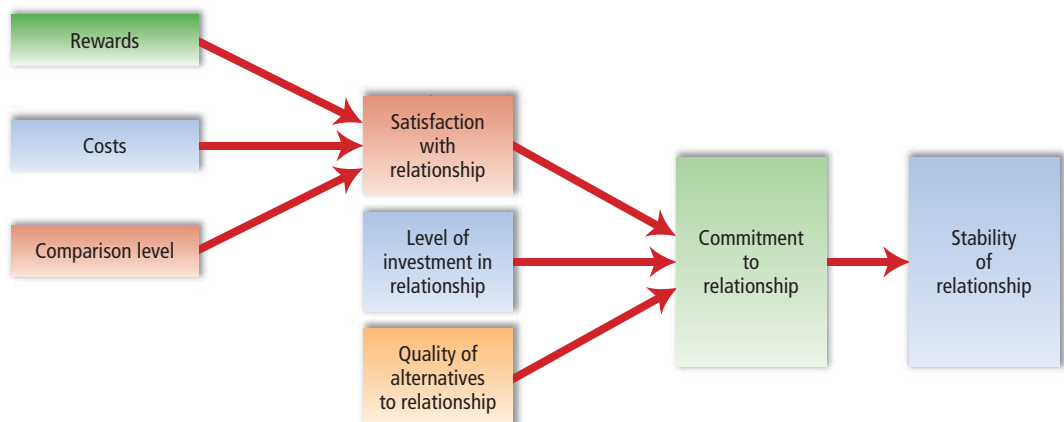 Rewards
Costs
Comparison level
Satisfaction
with
relationship
Level of
investment in
relationship
Quality of
alternatives
to relationship
Commitment
to
relationship
Stability
of
relationship